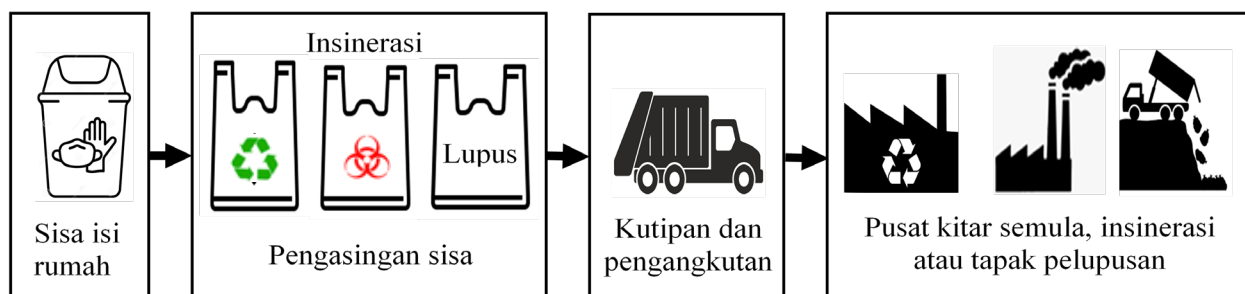 Sisa isi
rumah
Insinerasi
Lupus
Pengasingan sisa
Kutipan dan
pengangkutan
Pusat kitar semula, insinerasi
atau tapak pelupusan